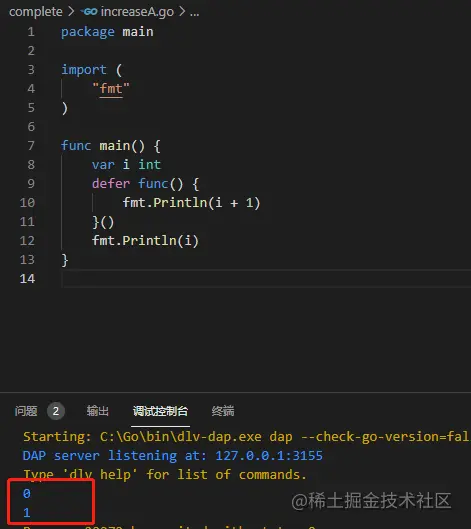 complete > increaseA.go > ...
1 package main
2
3 import (
4 "fmt"
5 )
6
7 func main() {
8 var i int
9 defer func() {
10 fmt.Println(i + 1)
11 }()
12 fmt.Println(i)
13 }
14
问题 2 输出 调试控制台 终端
Starting: C:\Go\bin\dlv-dap.exe dap --check-go-version=fal
DAP server listening at: 127.0.0.1:3155
Type 'dlv help' for list of commands.
0
1
@稀土掘金技术社区